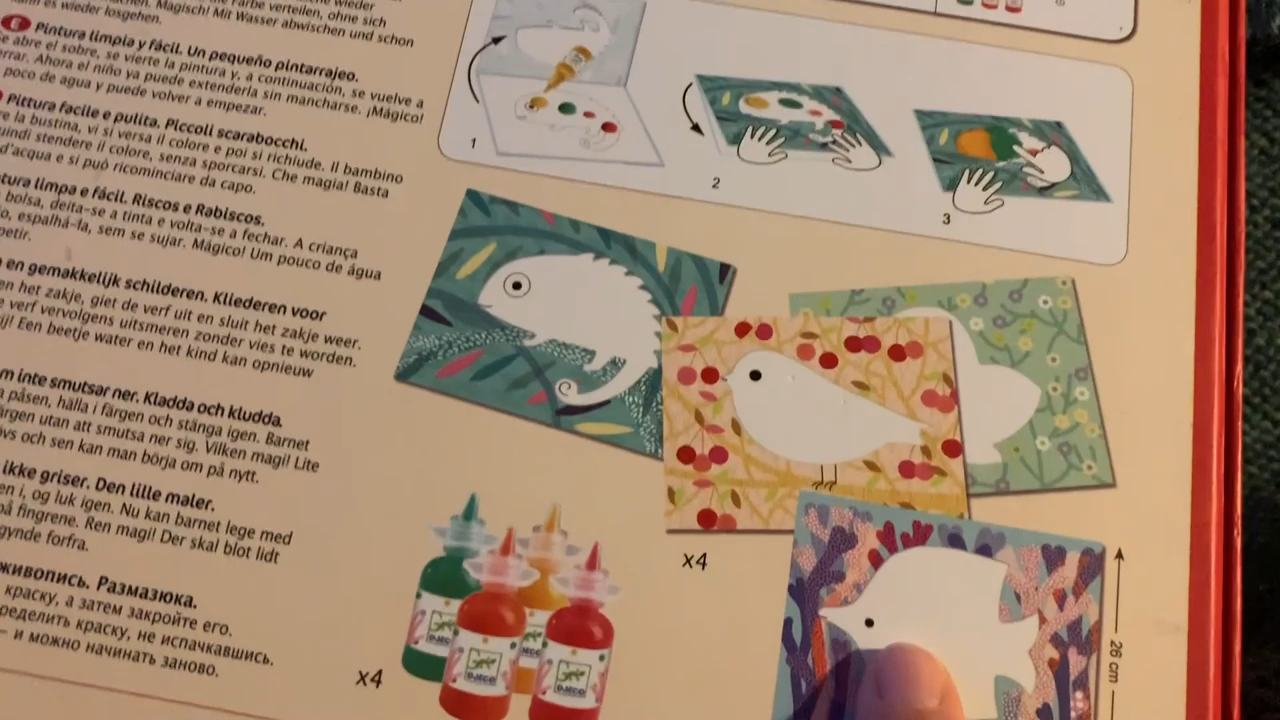 Farbe verteilen, ohne sich
Magisch! Mit Wasser abwischen und schon
es wieder losgehen.
E Pintura limpia y fácil. Un pequeño pintarrajeo.
Se abre el sobre, se vierte la pintura y, a continuación, se vuelve a
Ahora el niño ya puede extenderla sin mancharse. ¡Mágico!
poco de agua y puede volver a empezar.
Pittura facile e pulita. Piccoli scarabocchi.
la bustina, vi si versa il colore e poi si richiude. Il bambino
stendere il colore, senza sporcarsi. Che magia! Basta
d'acqua e si può ricominciare da capo.
limpa e fácil. Riscos e Rabiscos.
bolsa, deita-se a tinta e volta-se a fechar. A criança
espalhá-la, sem se sujar. Mágico! Um pouco de água
en gemakkelijk schilderen. Kliederen voor
het zakje, giet de verf uit en sluit het zakje weer.
verf vervolgens uitsmeren zonder vies te worden.
Een beetje water en het kind kan opnieuw
inte smutsar ner. Kladda och kludda.
påsen, hälla i färgen och stänga igen. Barnet
utan att smutsa ner sig. Vilken magi! Lite
och sen kan man börja om på nytt.
ikke griser. Den lille maler.
i, og luk igen. Nu kan barnet lege med
på fingrene. Ren magi! Der skal blot lidt
forfra.
живопись. Размазюка.
краску, а затем закройте его.
краску, не испачкавшись.
– и можно начинать заново.
1
2
3
x4
x4
DJECO
DJECO
DJECO
26 cm